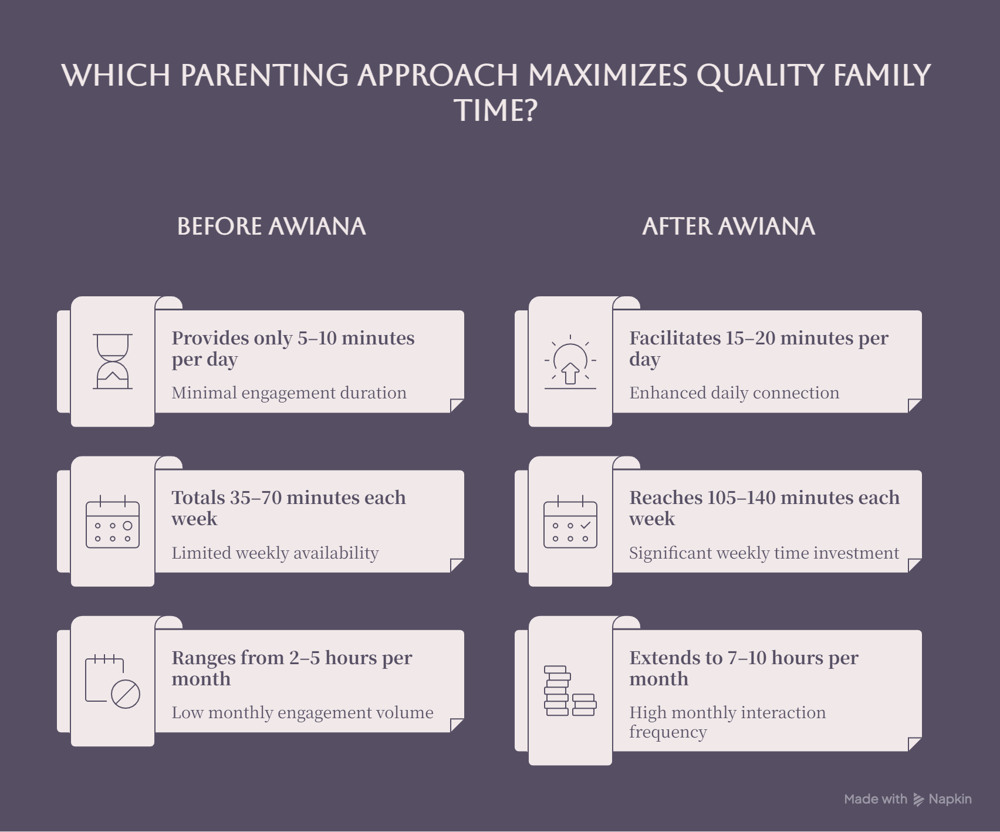 WHICH PARENTING APPROACH MAXIMIZES QUALITY FAMILY
TIME?
BEFORE AWIANA
Provides only 5–10 minutes
per day
Minimal engagement duration
Totals 35–70 minutes each
week
Limited weekly availability
Ranges from 2–5 hours per
month
Low monthly engagement volume
AFTER AWIANA
Facilitates 15–20 minutes per
day
Enhanced daily connection
Reaches 105–140 minutes each
week
Significant weekly time investment
Extends to 7–10 hours per
month
High monthly interaction
frequency
Made with Napkin